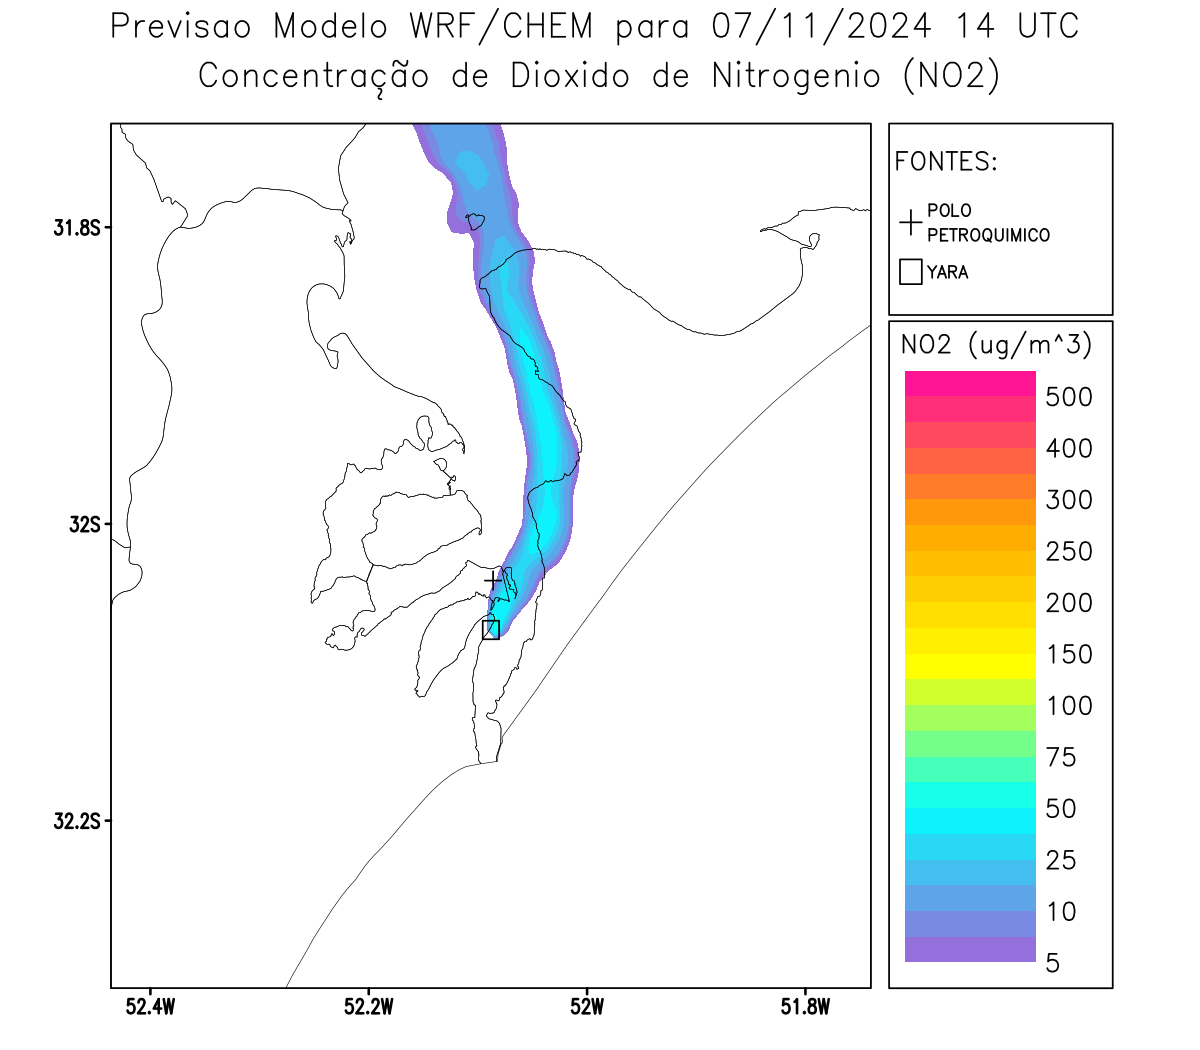 Previsao Modelo WRF/CHEM para 07/11/2024 14 UTC
Concentração de Dioxido de Nitrogenio (NO2)
FONTES:
POLO
PETROQUIMICO
YARA
NO2 (ug/m^3)
500
400
300
250
200
150
100
75
50
25
10
5
31.8S
32S
32.2S
52.4W
52.2W
52W
51.8W